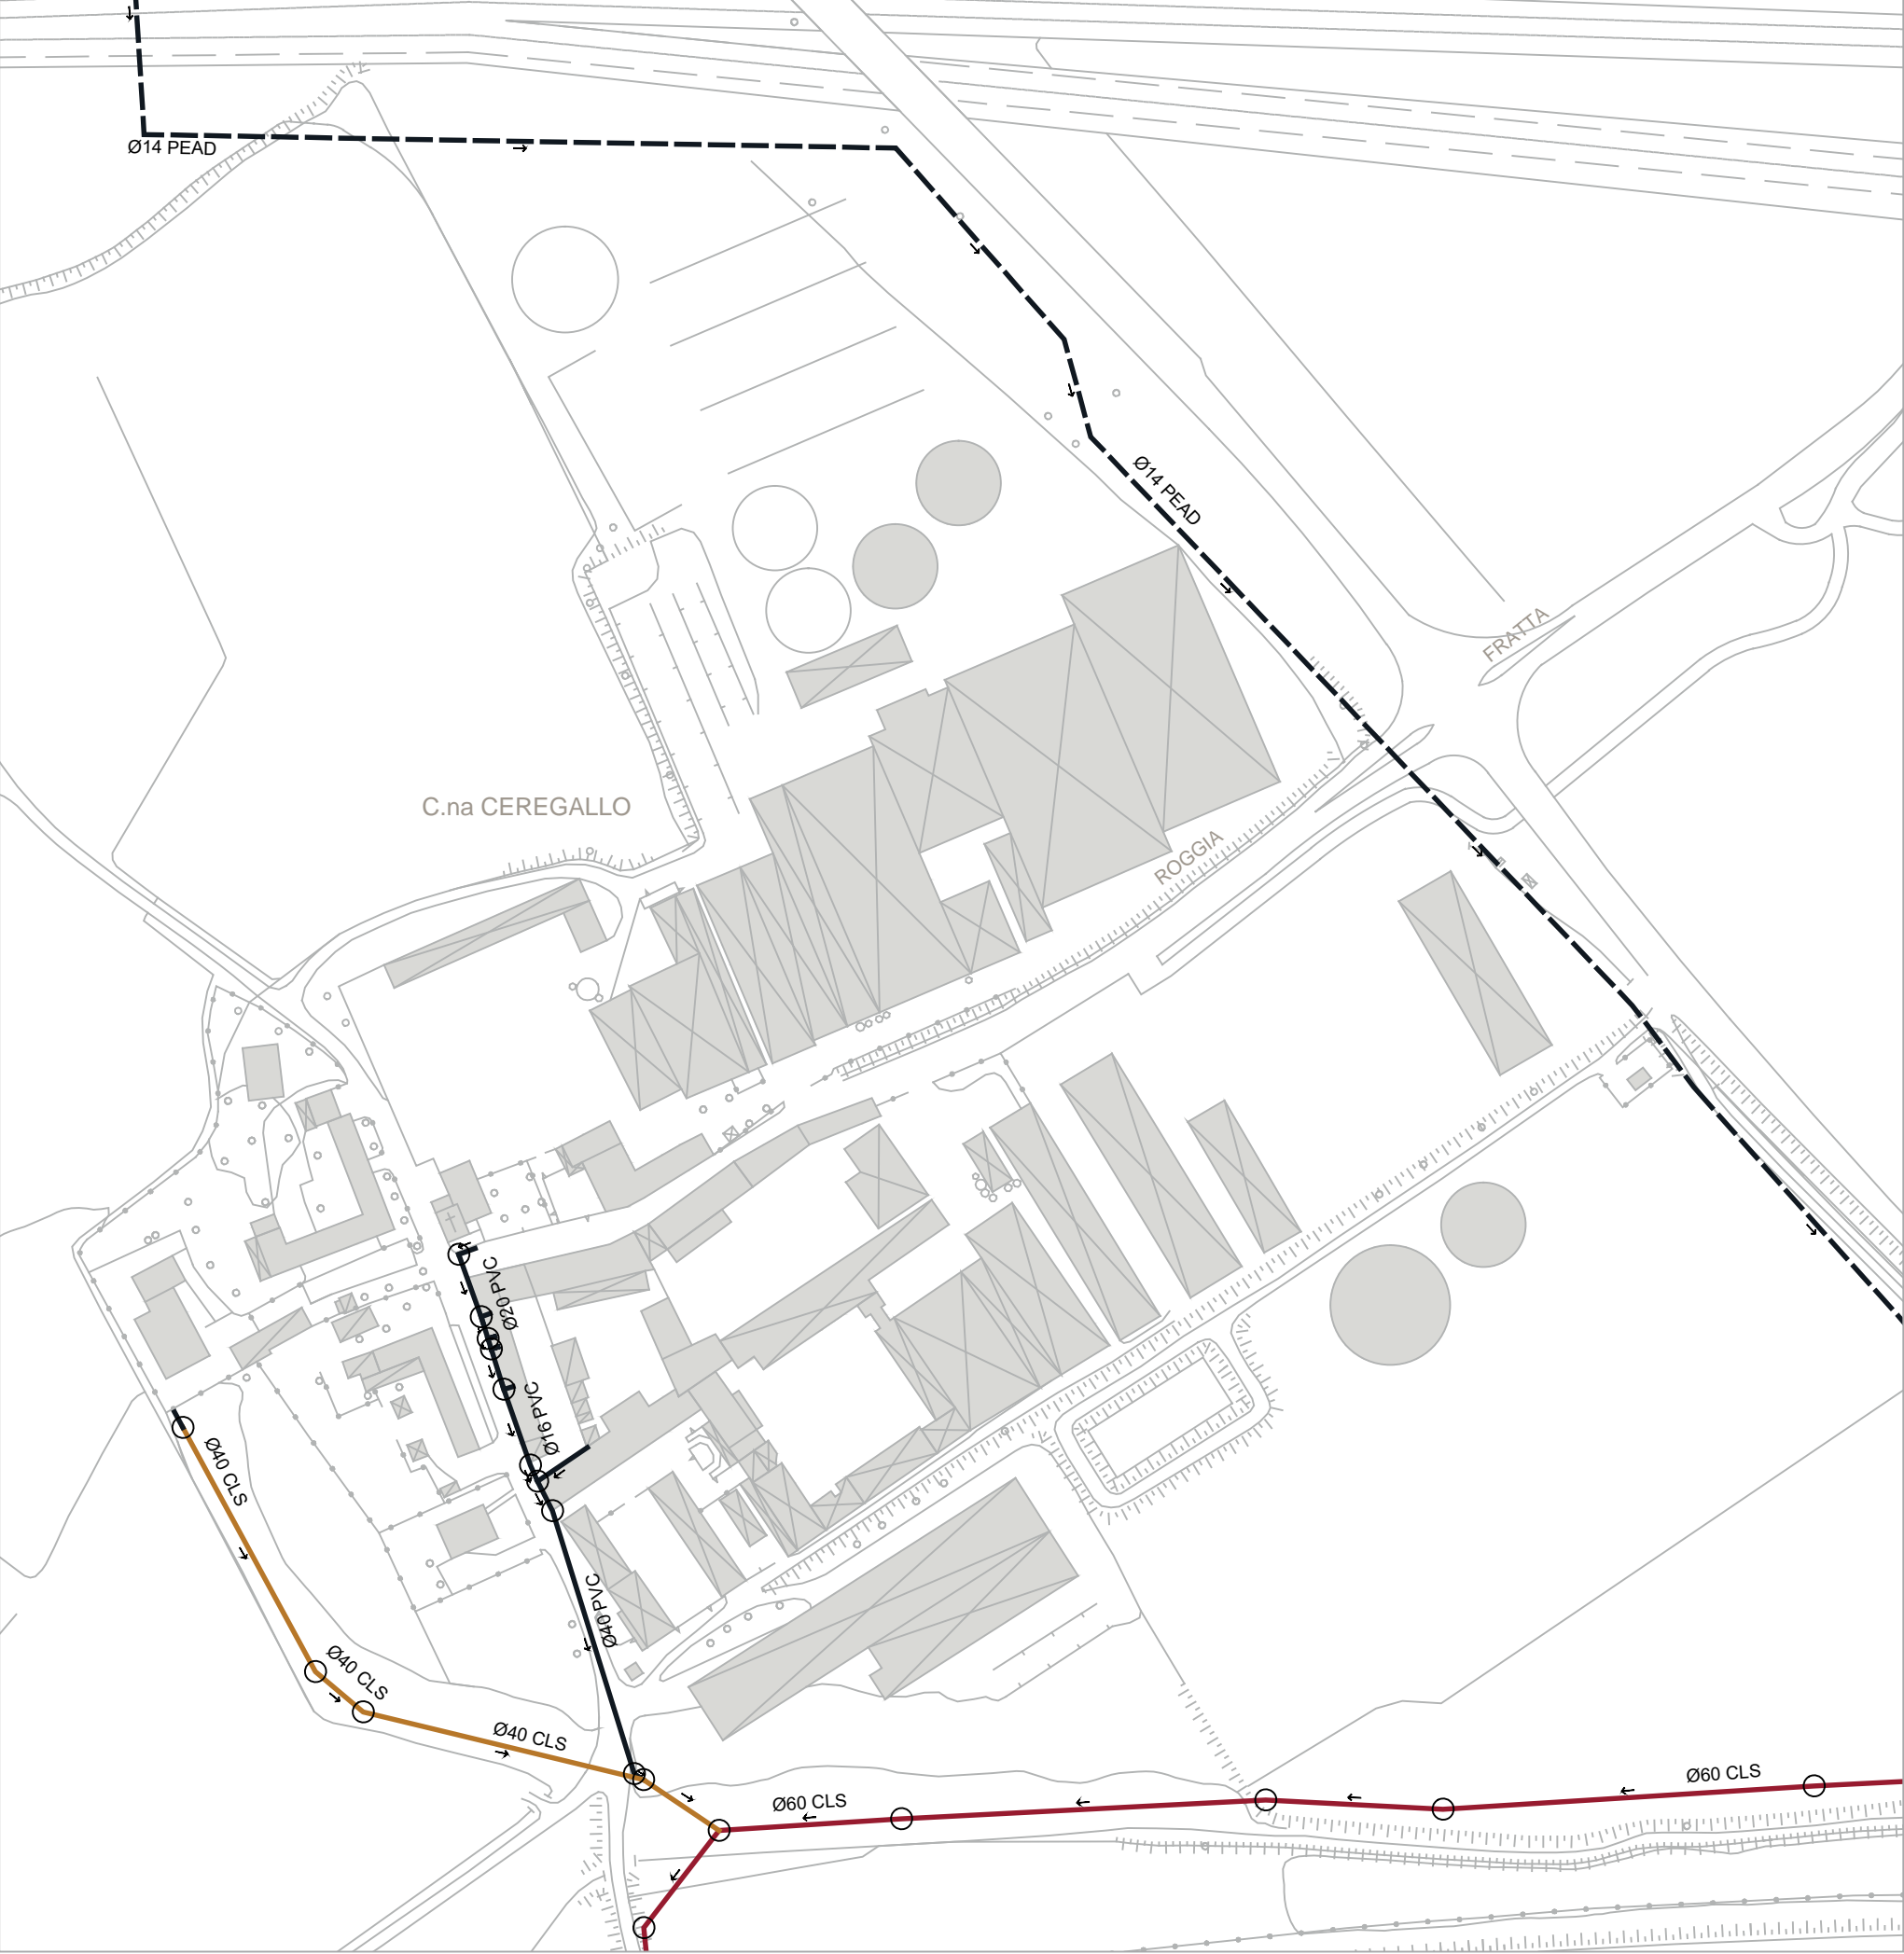 Ø14 PEAD
Ø14 PEAD
FRATTA
C.na CEREGALLO
ROGGIA
Ø20 PVC
Ø16 PVC
Ø40 CLS
Ø40 PVC
Ø40 CLS
Ø40 CLS
Ø60 CLS
Ø60 CLS